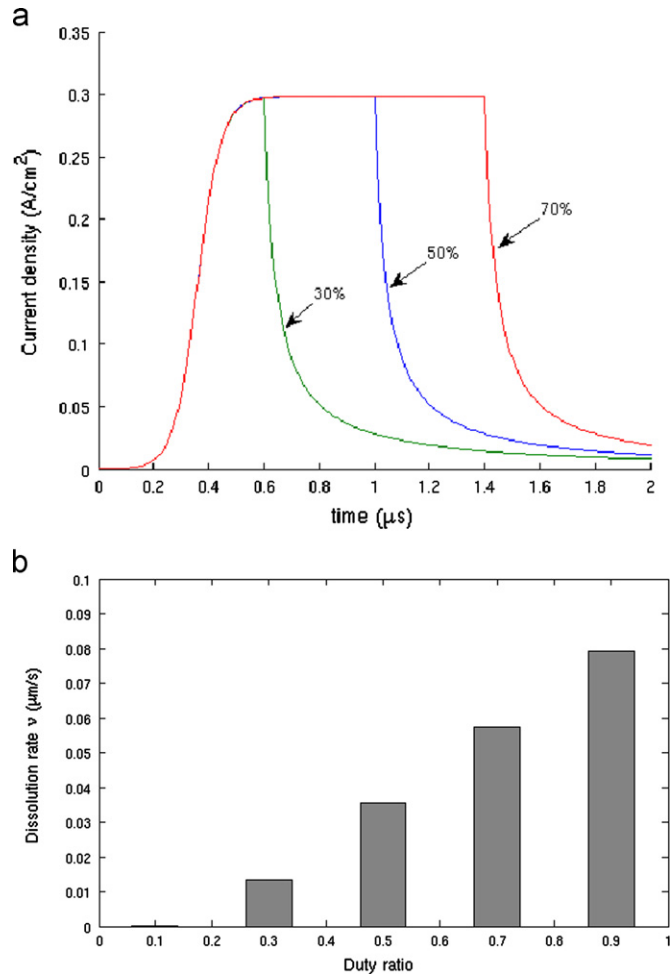 a
0.35
0.3
0.25
0.2
0.15
0.1
0.05
0
Current density (A/cm²)
30%
50%
70%
0 0.2 0.4 0.6 0.8 1 1.2 1.4 1.6 1.8 2
time (μs)
b
0.1
0.09
0.08
0.07
0.06
0.05
0.04
0.03
0.02
0.01
0
Dissolution rate ν (μm/s)
0 0.1 0.2 0.3 0.4 0.5 0.6 0.7 0.8 0.9 1
Duty ratio